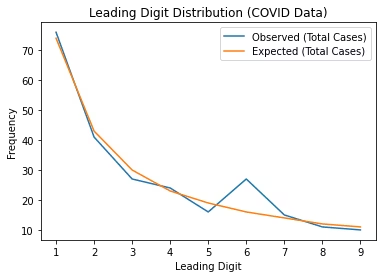 Leading Digit Distribution (COVID Data)
Observed (Total Cases)
Expected (Total Cases)
Frequency
70
60
50
40
30
20
10
1 2 3 4 5 6 7 8 9
Leading Digit